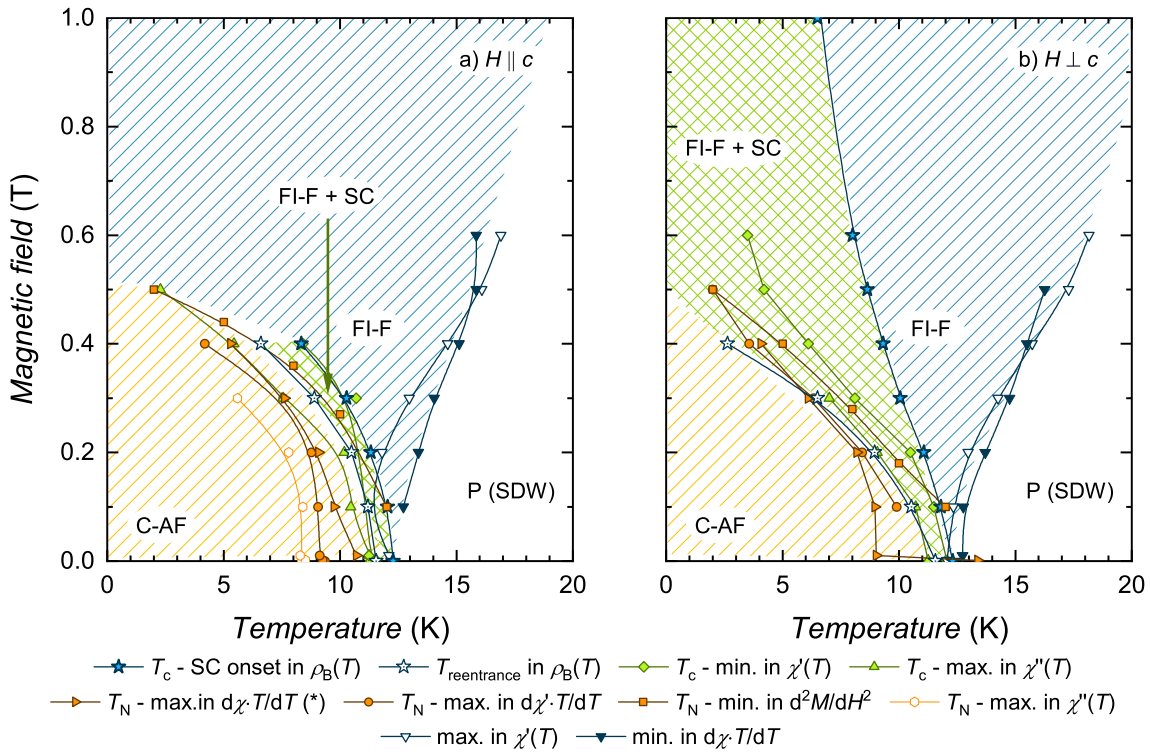 a) H ∥ c
b) H ⊥ c
FI-F + SC
FI-F + SC
FI-F
FI-F
P (SDW)
P (SDW)
C-AF
C-AF
Magnetic field (T)
1.0
0.8
0.6
0.4
0.2
0.0
0 5 10 15 20
0 5 10 15 20
Temperature (K)
Temperature (K)
Tc - SC onset in ρB(T)
Treentrance in ρB(T)
Tc - min. in χ'(T)
Tc - max. in χ''(T)
TN - max.in dχ·T/dT (*)
TN - max. in dχ'·T/dT
TN - min. in d²M/dH²
TN - max. in χ''(T)
max. in χ'(T)
min. in dχ·T/dT